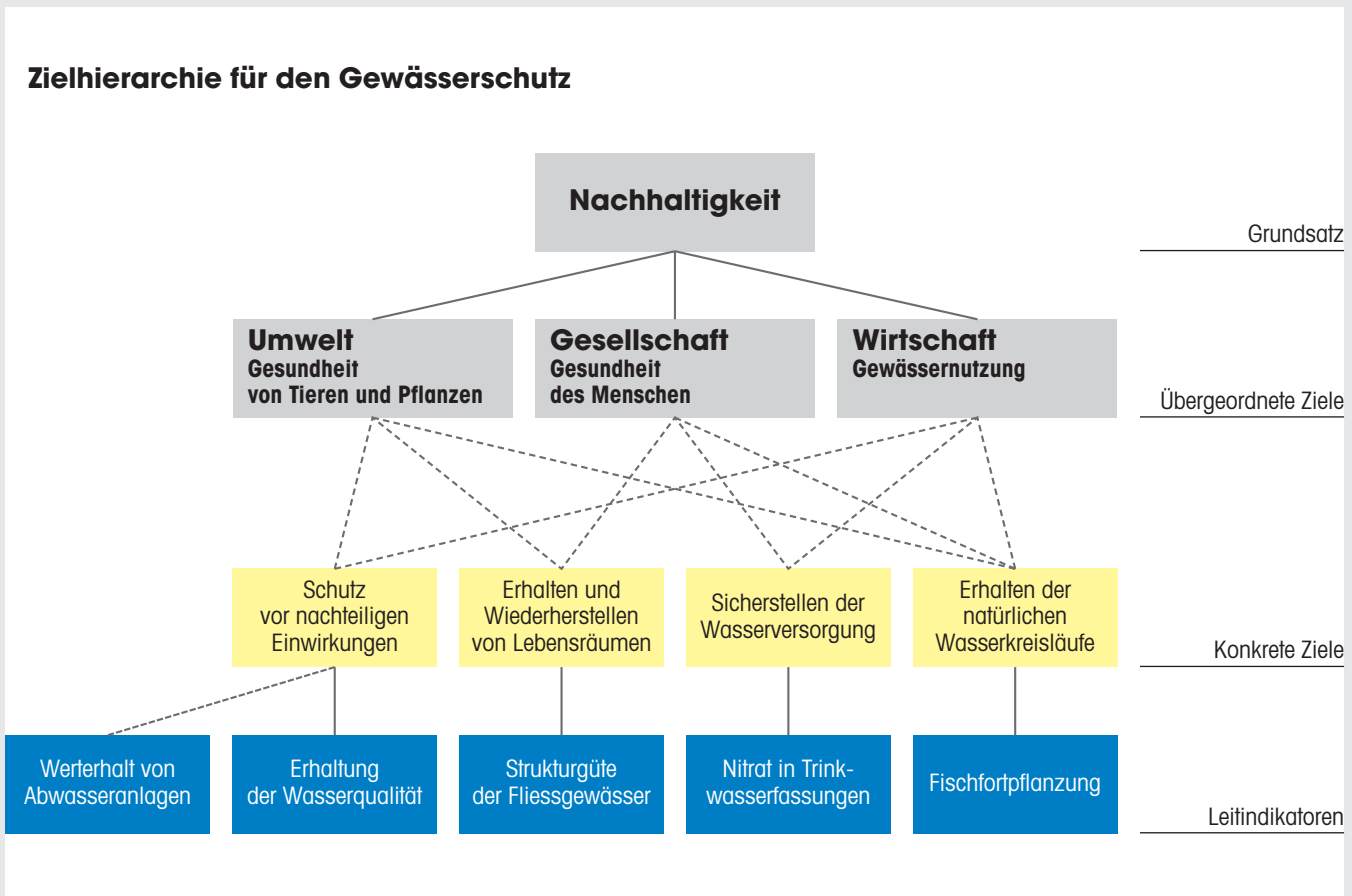 Zielhierarchie für den Gewässerschutz
Nachhaltigkeit
Grundsatz
Umwelt
Gesundheit
von Tieren und Pflanzen
Gesellschaft
Gesundheit
des Menschen
Wirtschaft
Gewässernutzung
Übergeordnete Ziele
Schutz
vor nachteiligen
Einwirkungen
Erhalten und
Wiederherstellen
von Lebensräumen
Sicherstellen der
Wasserversorgung
Erhalten der
natürlichen
Wasserkreisläufe
Konkrete Ziele
Werterhalt von
Abwasseranlagen
Erhaltung
der Wasserqualität
Strukturgüte
der Fliessgewässer
Nitrat in Trink-
wasserfassungen
Fischfortpflanzung
Leitindikatoren